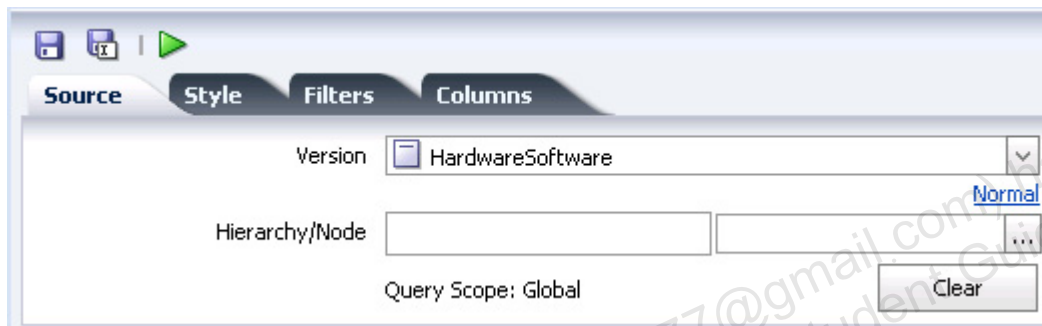 Source Style Filters Columns
Version HardwareSoftware
Normal
Hierarchy/Node ...
Query Scope: Global Clear